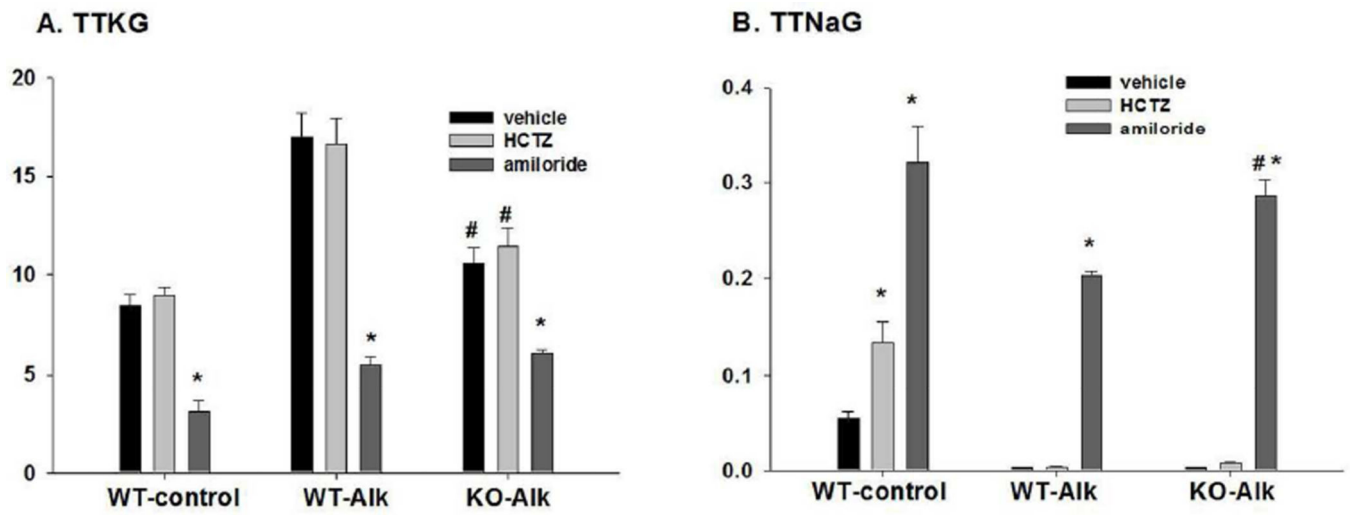 A. TTKG
20
15
10
5
0
vehicle
HCTZ
amiloride
*
*
#
#
*
WT-control
WT-Alk
KO-Alk
B. TTNaG
0.4
0.3
0.2
0.1
0.0
vehicle
HCTZ
amiloride
*
*
*
# *
WT-control
WT-Alk
KO-Alk